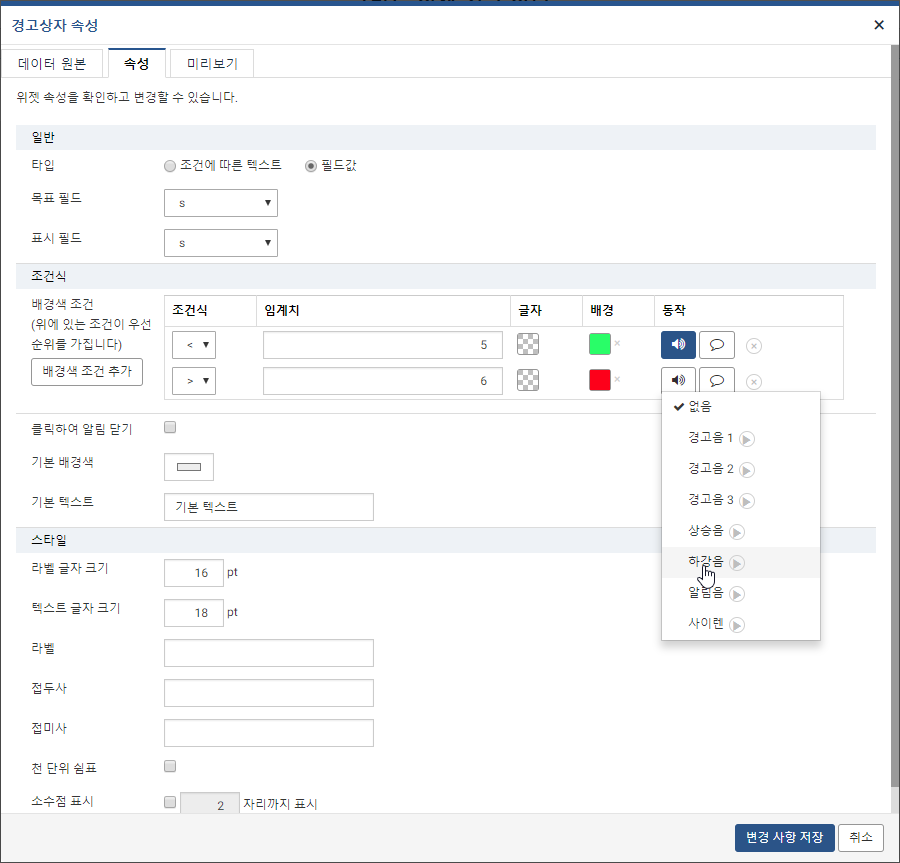 경고상자 속성
데이터 원본 속성 미리보기
위젯 속성을 확인하고 변경할 수 있습니다.
일반
타입 조건에 따른 텍스트 필드값
목표 필드 s
표시 필드 s
조건식
배경색 조건
(위에 있는 조건이 우선
순위를 가집니다)
배경색 조건 추가
조건식 임계치 글자 배경 동작
< 5
> 6
없음
경고음 1
경고음 2
경고음 3
상승음
하강음
알림음
사이렌
클릭하여 알림 닫기
기본 배경색
기본 텍스트 기본 텍스트
스타일
라벨 글자 크기 16 pt
텍스트 글자 크기 18 pt
라벨
접두사
접미사
천 단위 쉼표
소수점 표시 2 자리까지 표시
변경 사항 저장 취소